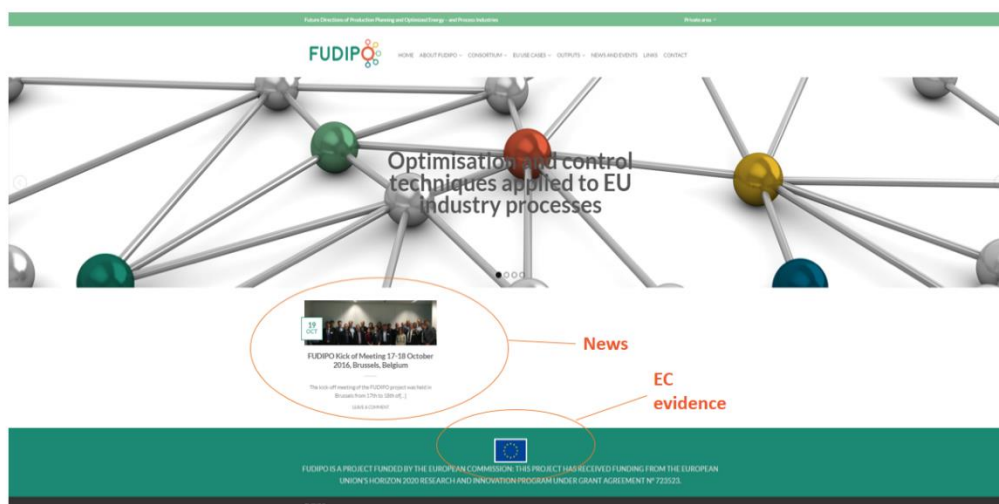 Future Directions of Production Planning and Optimized Energy – and Process Industries
Private area
FUDIPO
HOME ABOUT FUDIPO CONSORTIUM EU USE CASES OUTPUTS NEWS AND EVENTS LINKS CONTACT
Optimisation and control
techniques applied to EU
industry processes
19
OCT
FUDIPO Kick of Meeting 17-18 October
2016, Brussels, Belgium
The kick-off meeting of the FUDIPO project was held in
Brussels from 17th to 18th of[...]
LEAVE A COMMENT
News
EC
evidence
FUDIPO IS A PROJECT FUNDED BY THE EUROPEAN COMMISSION: THIS PROJECT HAS RECEIVED FUNDING FROM THE EUROPEAN
UNION'S HORIZON 2020 RESEARCH AND INNOVATION PROGRAM UNDER GRANT AGREEMENT Nº 723523.